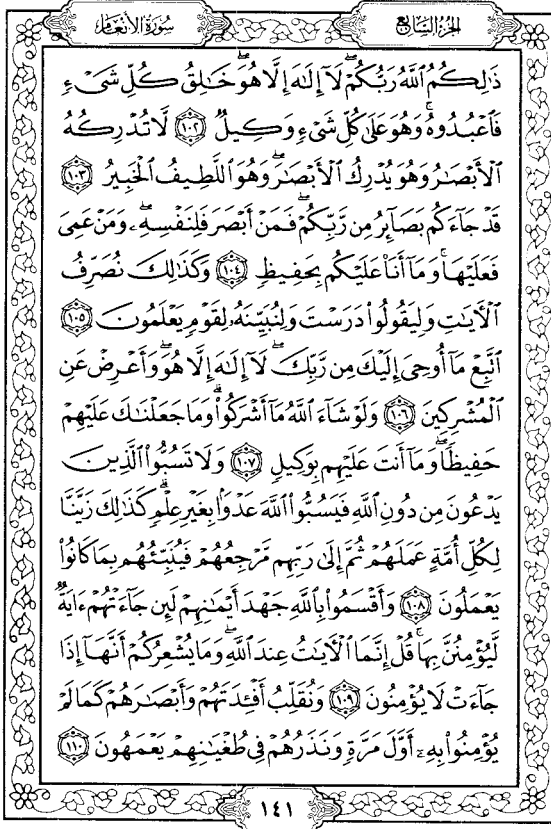 سورة الأنعام
الجزء السابع
ذَٰلِكُمُ ٱللَّهُ رَبُّكُمْ ۖ لَآ إِلَٰهَ إِلَّا هُوَ ۖ خَٰلِقُ كُلِّ شَىْءٍ
فَٱعْبُدُوهُ ۚ وَهُوَ عَلَىٰ كُلِّ شَىْءٍ وَكِيلٌ ١٠٢ لَّا تُدْرِكُهُ
ٱلْأَبْصَٰرُ وَهُوَ يُدْرِكُ ٱلْأَبْصَٰرَ ۖ وَهُوَ ٱللَّطِيفُ ٱلْخَبِيرُ ١٠٣
قَدْ جَآءَكُم بَصَآئِرُ مِن رَّبِّكُمْ ۖ فَمَنْ أَبْصَرَ فَلِنَفْسِهِۦ ۖ وَمَنْ عَمِىَ
فَعَلَيْهَا ۚ وَمَآ أَنَا۠ عَلَيْكُم بِحَفِيظٍ ١٠٤ وَكَذَٰلِكَ نُصَرِّفُ
ٱلْءَايَٰتِ وَلِيَقُولُوا۟ دَرَسْتَ وَلِنُبَيِّنَهُۥ لِقَوْمٍ يَعْلَمُونَ ١٠٥
ٱتَّبِعْ مَآ أُوحِىَ إِلَيْكَ مِن رَّبِّكَ ۖ لَآ إِلَٰهَ إِلَّا هُوَ ۖ وَأَعْرِضْ عَنِ
ٱلْمُشْرِكِينَ ١٠٦ وَلَوْ شَآءَ ٱللَّهُ مَآ أَشْرَكُوا۟ ۗ وَمَا جَعَلْنَٰكَ عَلَيْهِمْ
حَفِيظًا ۖ وَمَآ أَنتَ عَلَيْهِم بِوَكِيلٍ ١٠٧ وَلَا تَسُبُّوا۟ ٱلَّذِينَ
يَدْعُونَ مِن دُونِ ٱللَّهِ فَيَسُبُّوا۟ ٱللَّهَ عَدْوًۢا بِغَيْرِ عِلْمٍ ۗ كَذَٰلِكَ زَيَّنَّا
لِكُلِّ أُمَّةٍ عَمَلَهُمْ ثُمَّ إِلَىٰ رَبِّهِم مَّرْجِعُهُمْ فَيُنَبِّئُهُم بِمَا كَانُوا۟
يَعْمَلُونَ ١٠٨ وَأَقْسَمُوا۟ بِٱللَّهِ جَهْدَ أَيْمَٰنِهِمْ لَئِن جَآءَتْهُمْ ءَايَةٌ
لَّيُؤْمِنُنَّ بِهَا ۚ قُلْ إِنَّمَا ٱلْءَايَٰتُ عِندَ ٱللَّهِ ۖ وَمَا يُشْعِرُكُمْ أَنَّهَآ إِذَا
جَآءَتْ لَا يُؤْمِنُونَ ١٠٩ وَنُقَلِّبُ أَفْـِٔدَتَهُمْ وَأَبْصَٰرَهُمْ كَمَا لَمْ
يُؤْمِنُوا۟ بِهِۦٓ أَوَّلَ مَرَّةٍ وَنَذَرُهُمْ فِى طُغْيَٰنِهِمْ يَعْمَهُونَ ١١٠
١٤١